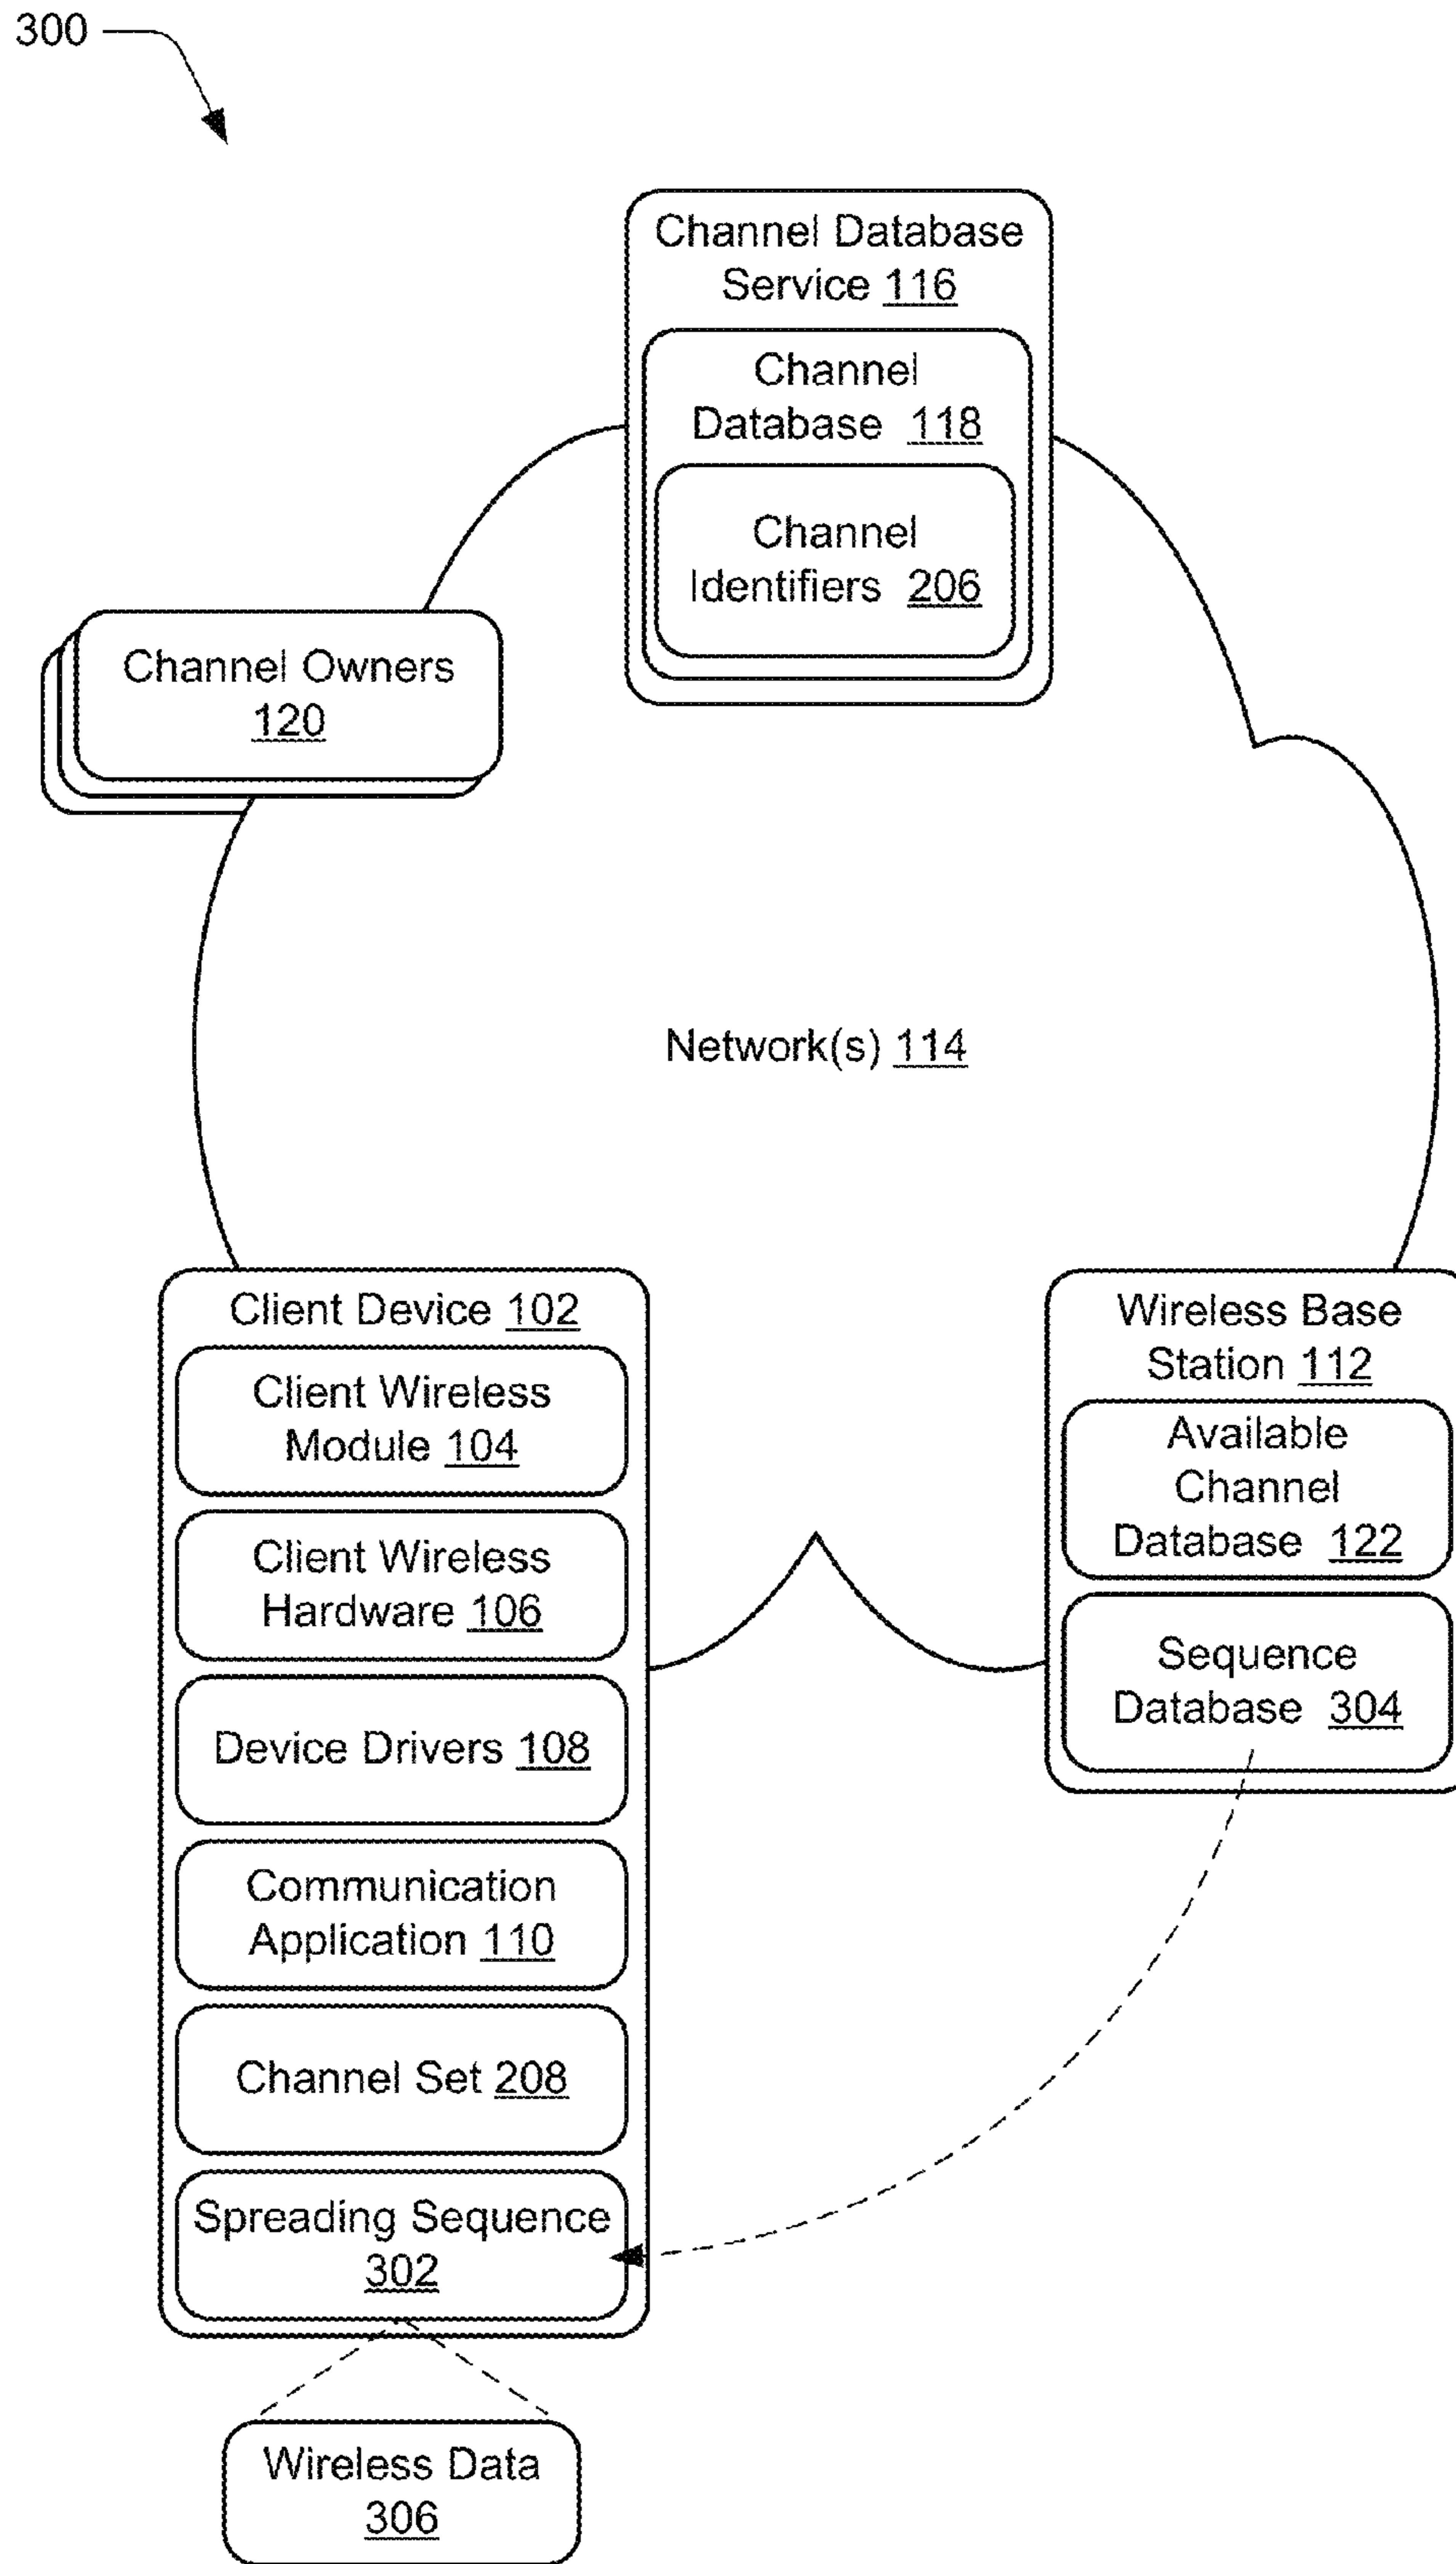 300
Channel Database
Service 116
Channel
Database 118
Channel
Identifiers 206
Channel Owners
120
Network(s) 114
Client Device 102
Client Wireless
Module 104
Client Wireless
Hardware 106
Device Drivers 108
Communication
Application 110
Channel Set 208
Spreading Sequence
302
Wireless Base
Station 112
Available
Channel
Database 122
Sequence
Database 304
Wireless Data
306